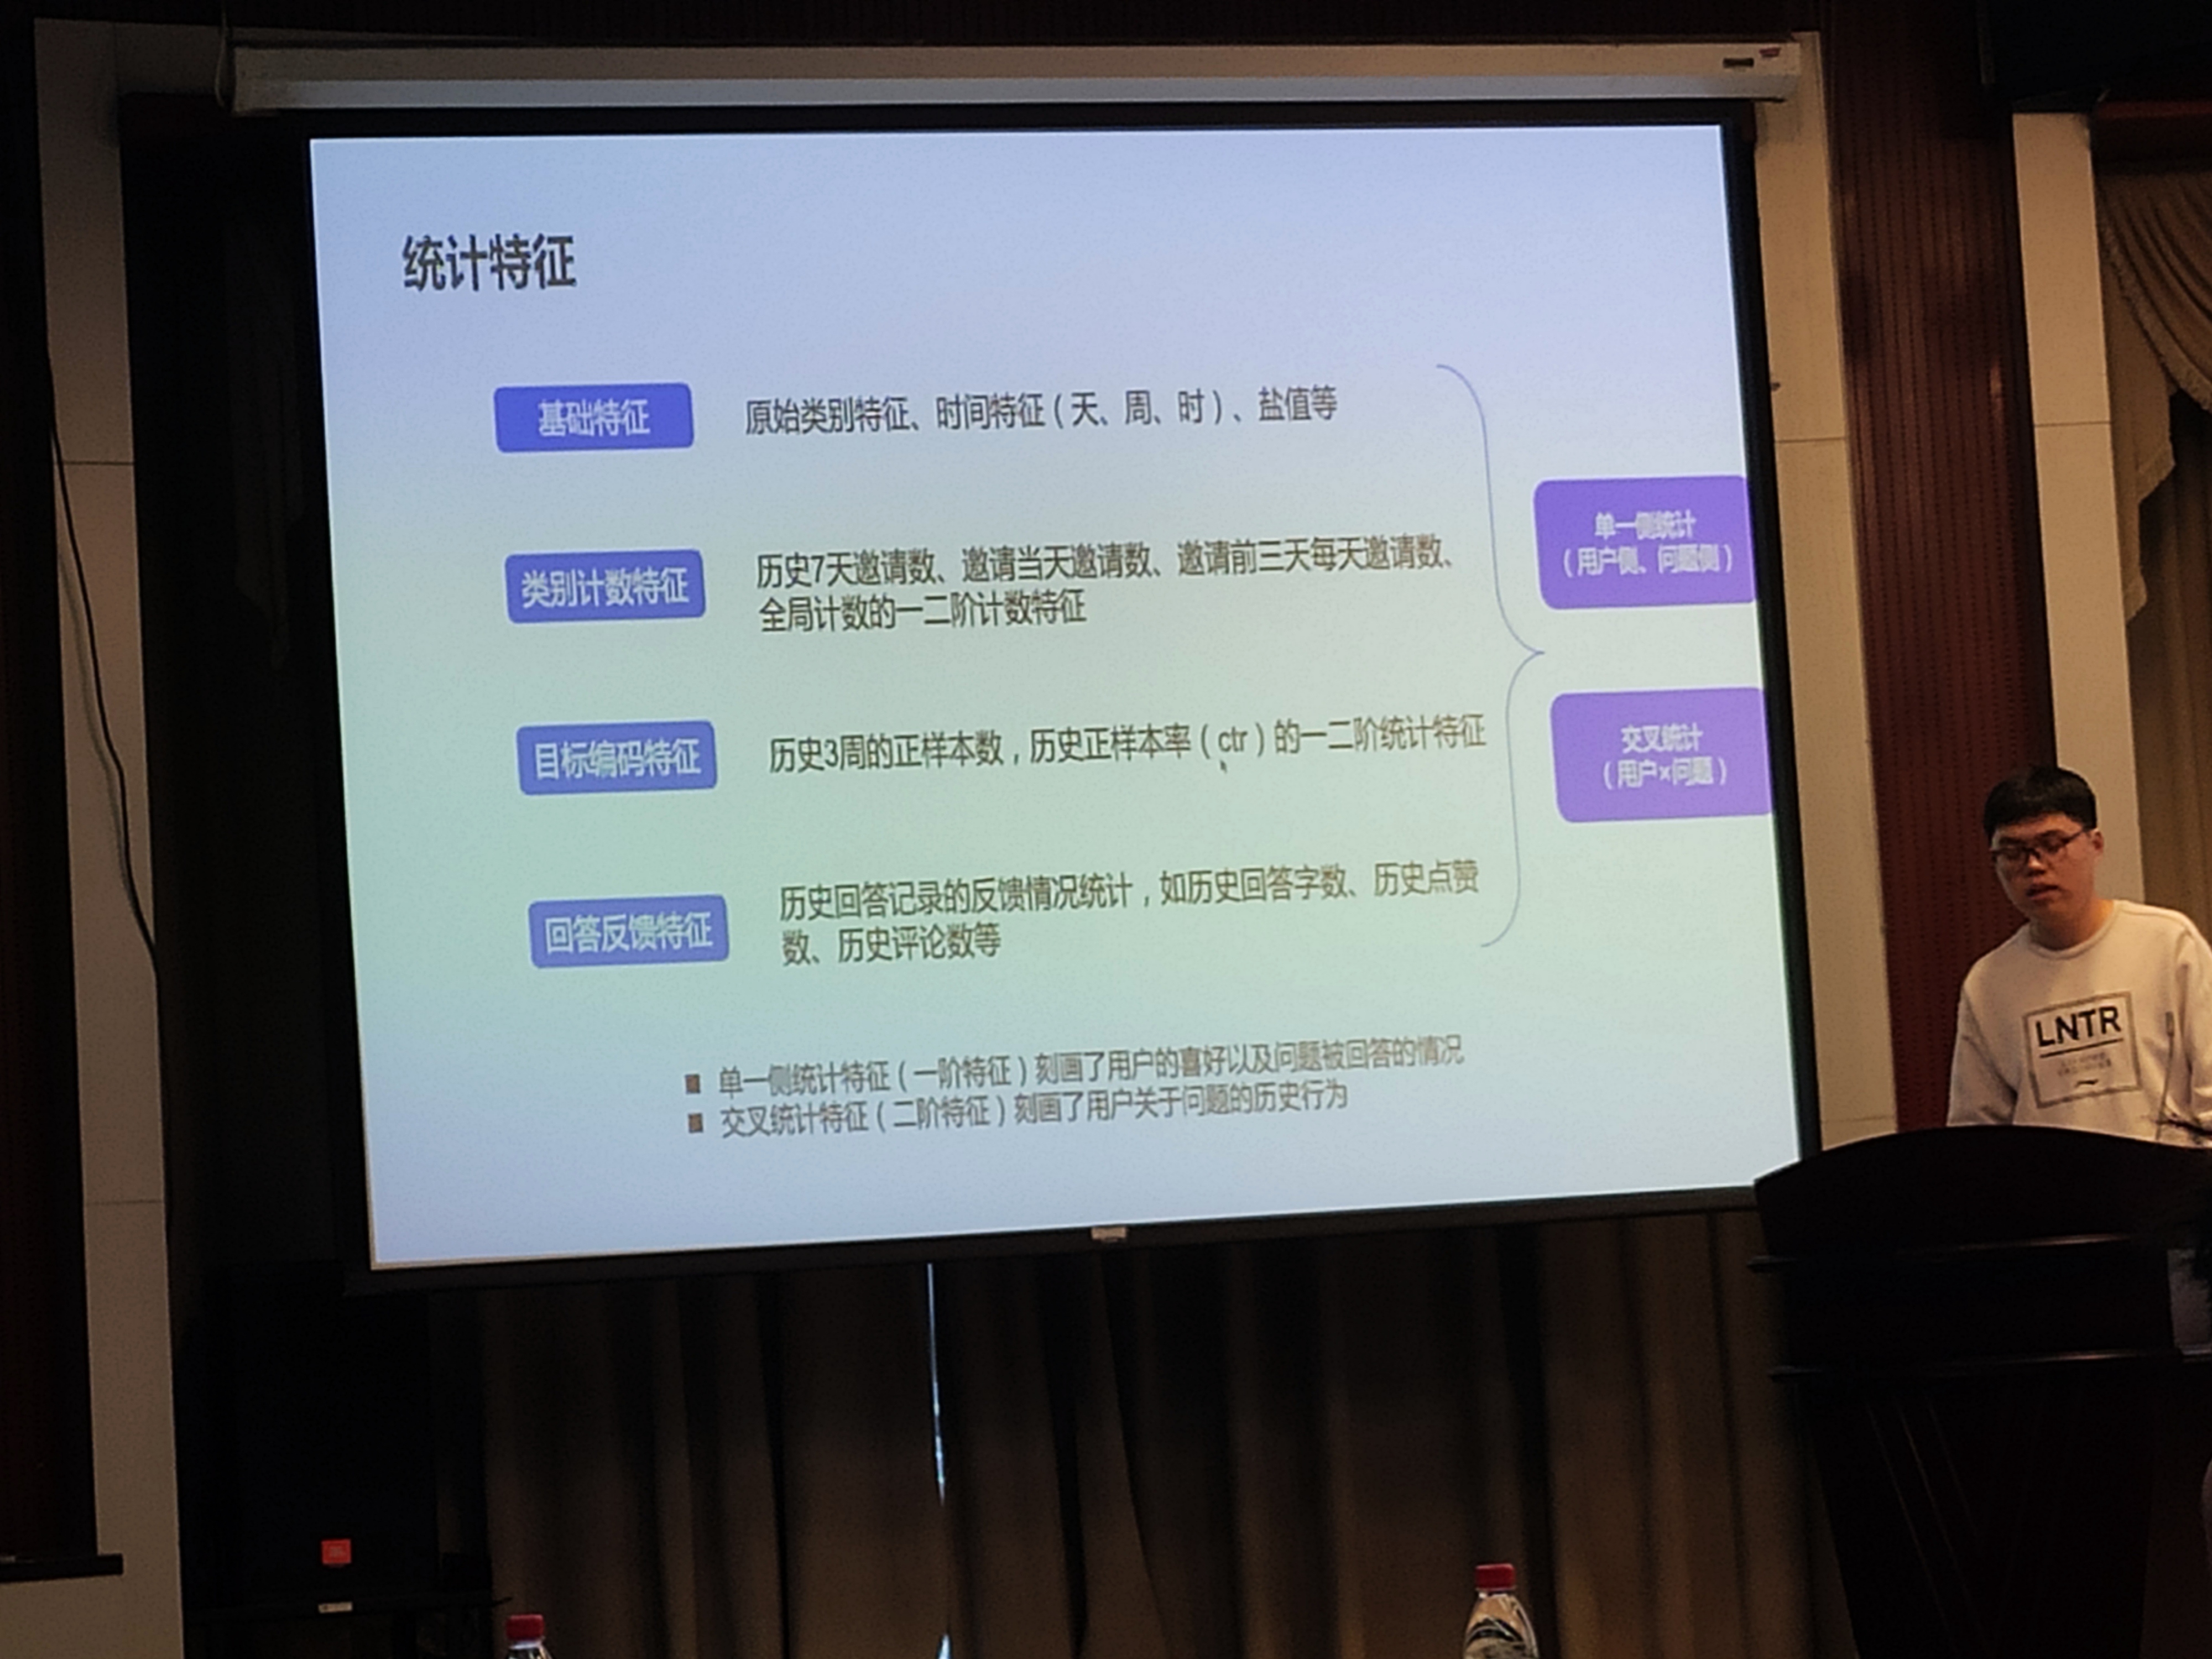 统计特征
基础特征
原始类别特征、时间特征（天、周、时）、盐值等
类别计数特征
历史7天邀请数、邀请当天邀请数、邀请前三天每天邀请数、
全局计数的一二阶计数特征
目标编码特征
历史3周的正样本数，历史正样本率（ctr）的一二阶统计特征
回答反馈特征
历史回答记录的反馈情况统计，如历史回答字数、历史点赞
数、历史评论数等
单一侧统计
（用户侧、问题侧）
交叉统计
（用户×问题）
■ 单一侧统计特征（一阶特征）刻画了用户的喜好以及问题被回答的情况
■ 交叉统计特征（二阶特征）刻画了用户关于问题的历史行为
LNTR